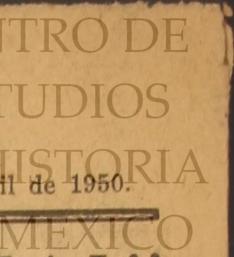 NTRO DE
TUDIOS
HISTORIA
il de 1950.
MEXICO